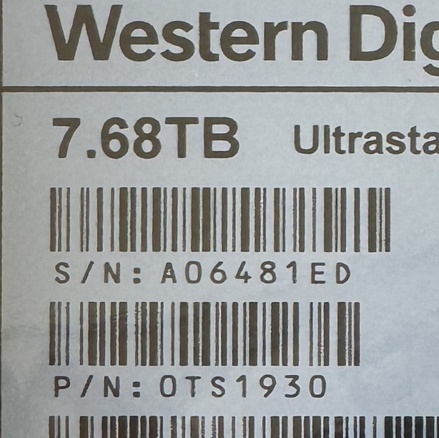 Western Dig
7.68TB Ultrasta
S/N: A06481ED
P/N: 0TS1930